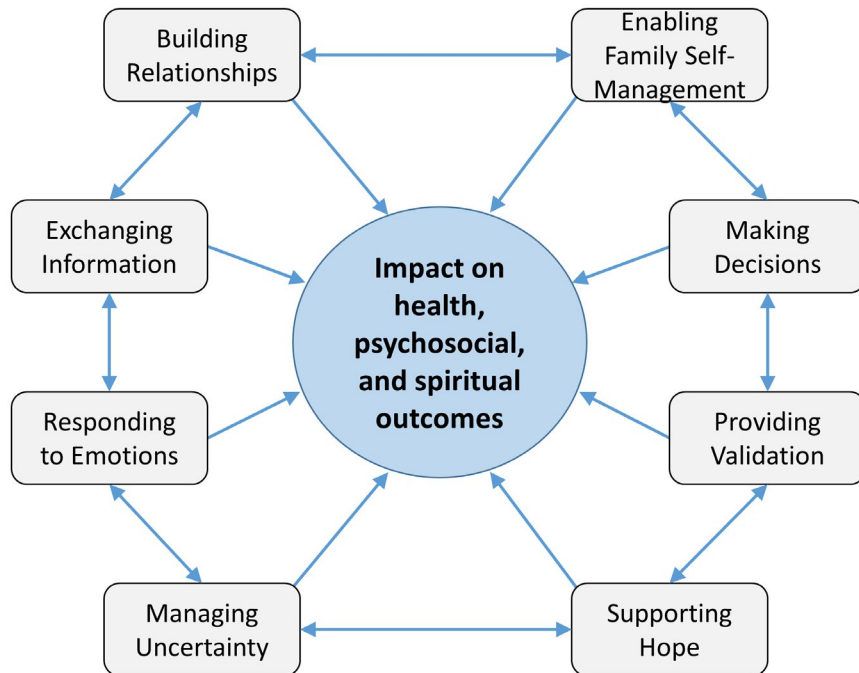 Building
Relationships
Enabling
Family Self-
Management
Exchanging
Information
Making
Decisions
Impact on
health,
psychosocial,
and spiritual
outcomes
Responding
to Emotions
Providing
Validation
Managing
Uncertainty
Supporting
Hope